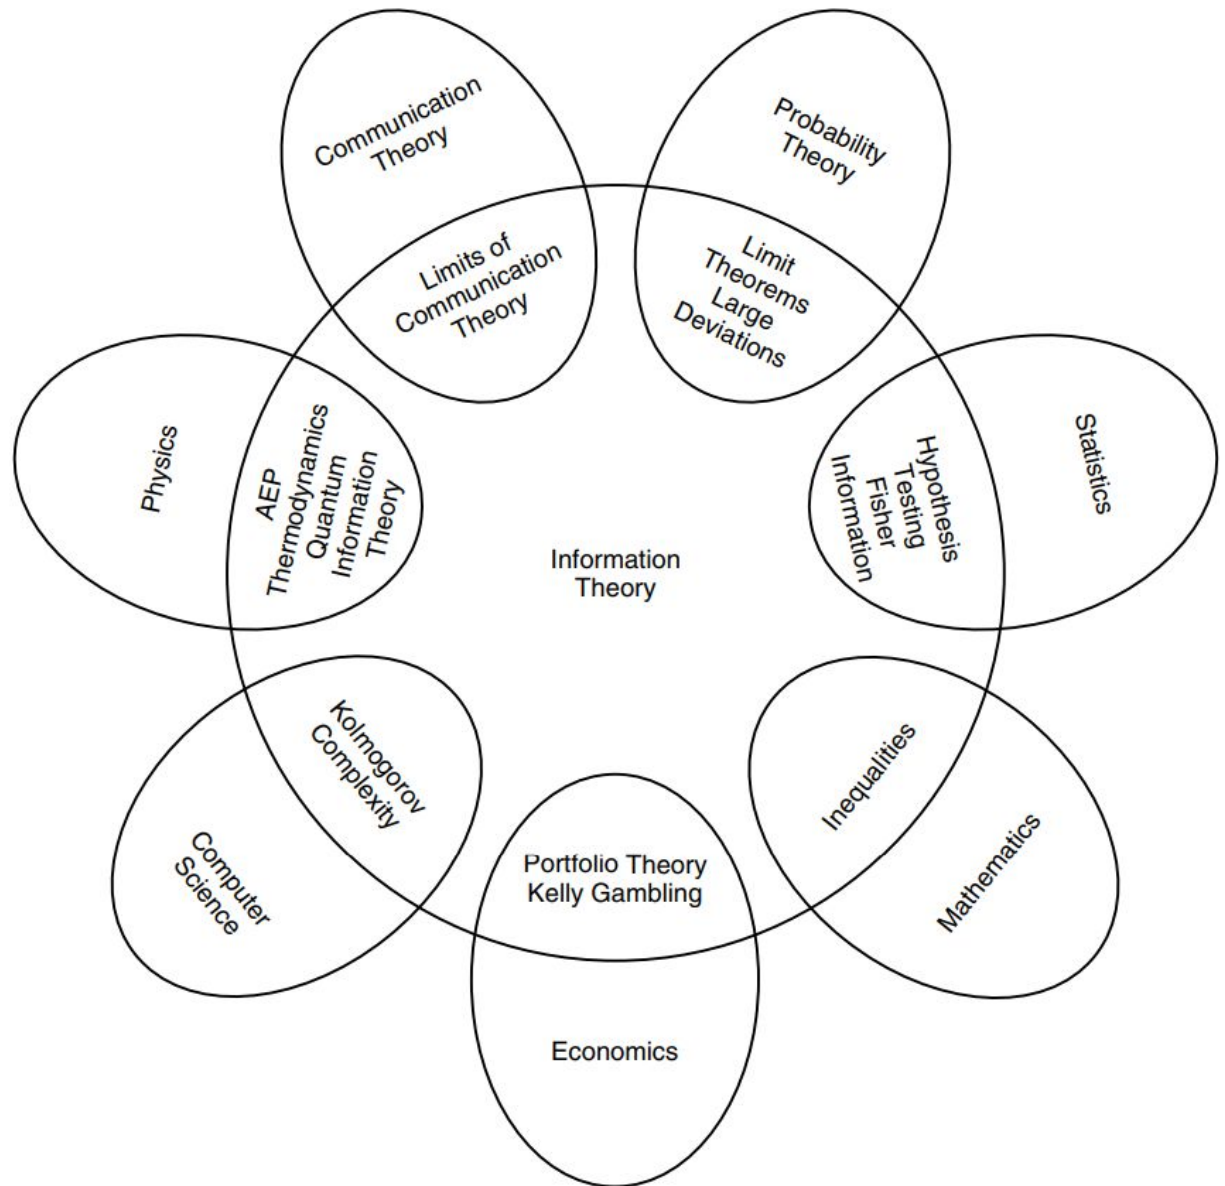 Communication
Theory
Probability
Theory
Limits of
Communication
Theory
Limit
Theorems
Large
Deviations
Physics
AEP
Thermodynamics
Quantum
Information
Theory
Information
Theory
Hypothesis
Testing
Fisher
Information
Statistics
Kolmogorov
Complexity
Computer
Science
Portfolio Theory
Kelly Gambling
Inequalities
Mathematics
Economics